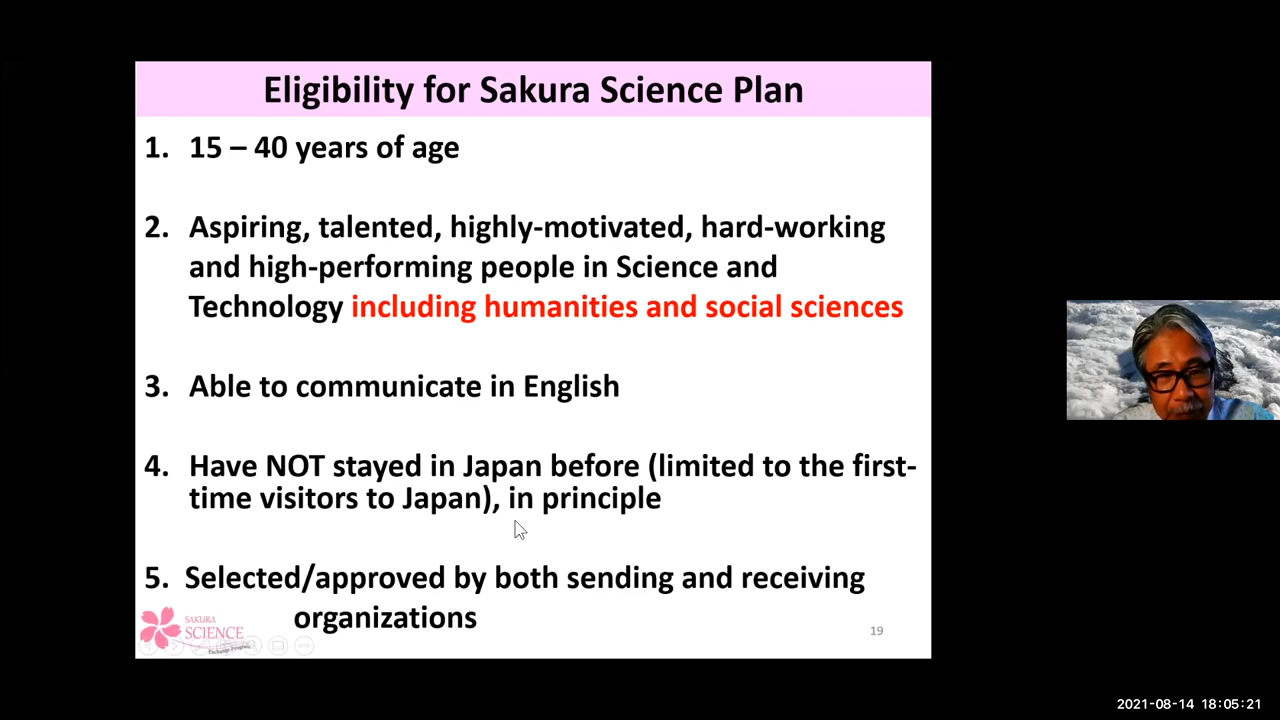 Eligibility for Sakura Science Plan
1. 15 – 40 years of age
2. Aspiring, talented, highly-motivated, hard-working
and high-performing people in Science and
Technology including humanities and social sciences
3. Able to communicate in English
4. Have NOT stayed in Japan before (limited to the first-
time visitors to Japan), in principle
5. Selected/approved by both sending and receiving
organizations
SAKURA
SCIENCE
Exchange Program
19
2021-08-14 18:05:21